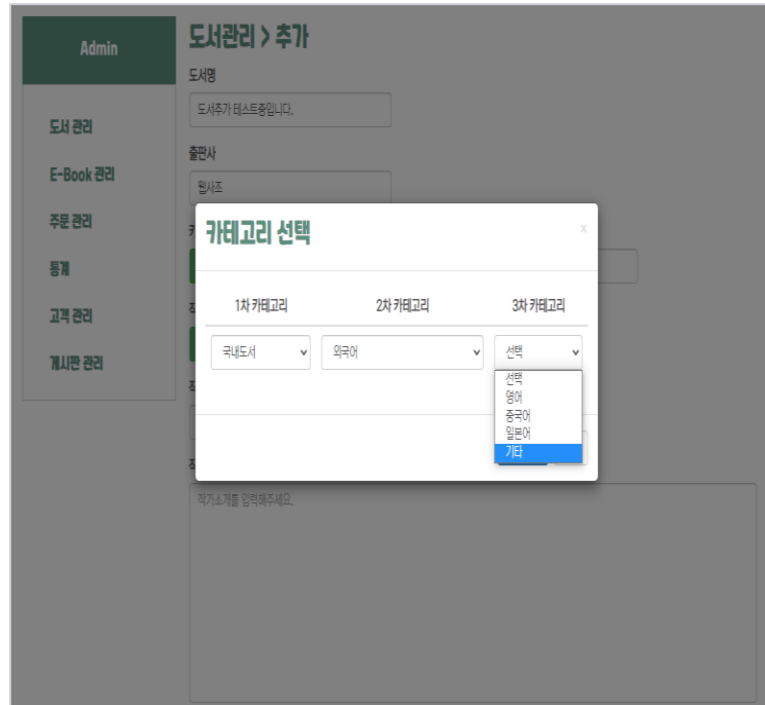 Admin
도서 관리
E-Book 관리
주문 관리
통계
고객 관리
게시판 관리
도서관리 > 추가
도서명
도서추가 테스트중입니다.
출판사
웹사조
카테고리 선택
x
1차 카테고리 2차 카테고리 3차 카테고리
국내도서 외국어 선택
선택
영어
중국어
일본어
기타
작가소개를 입력해주세요.